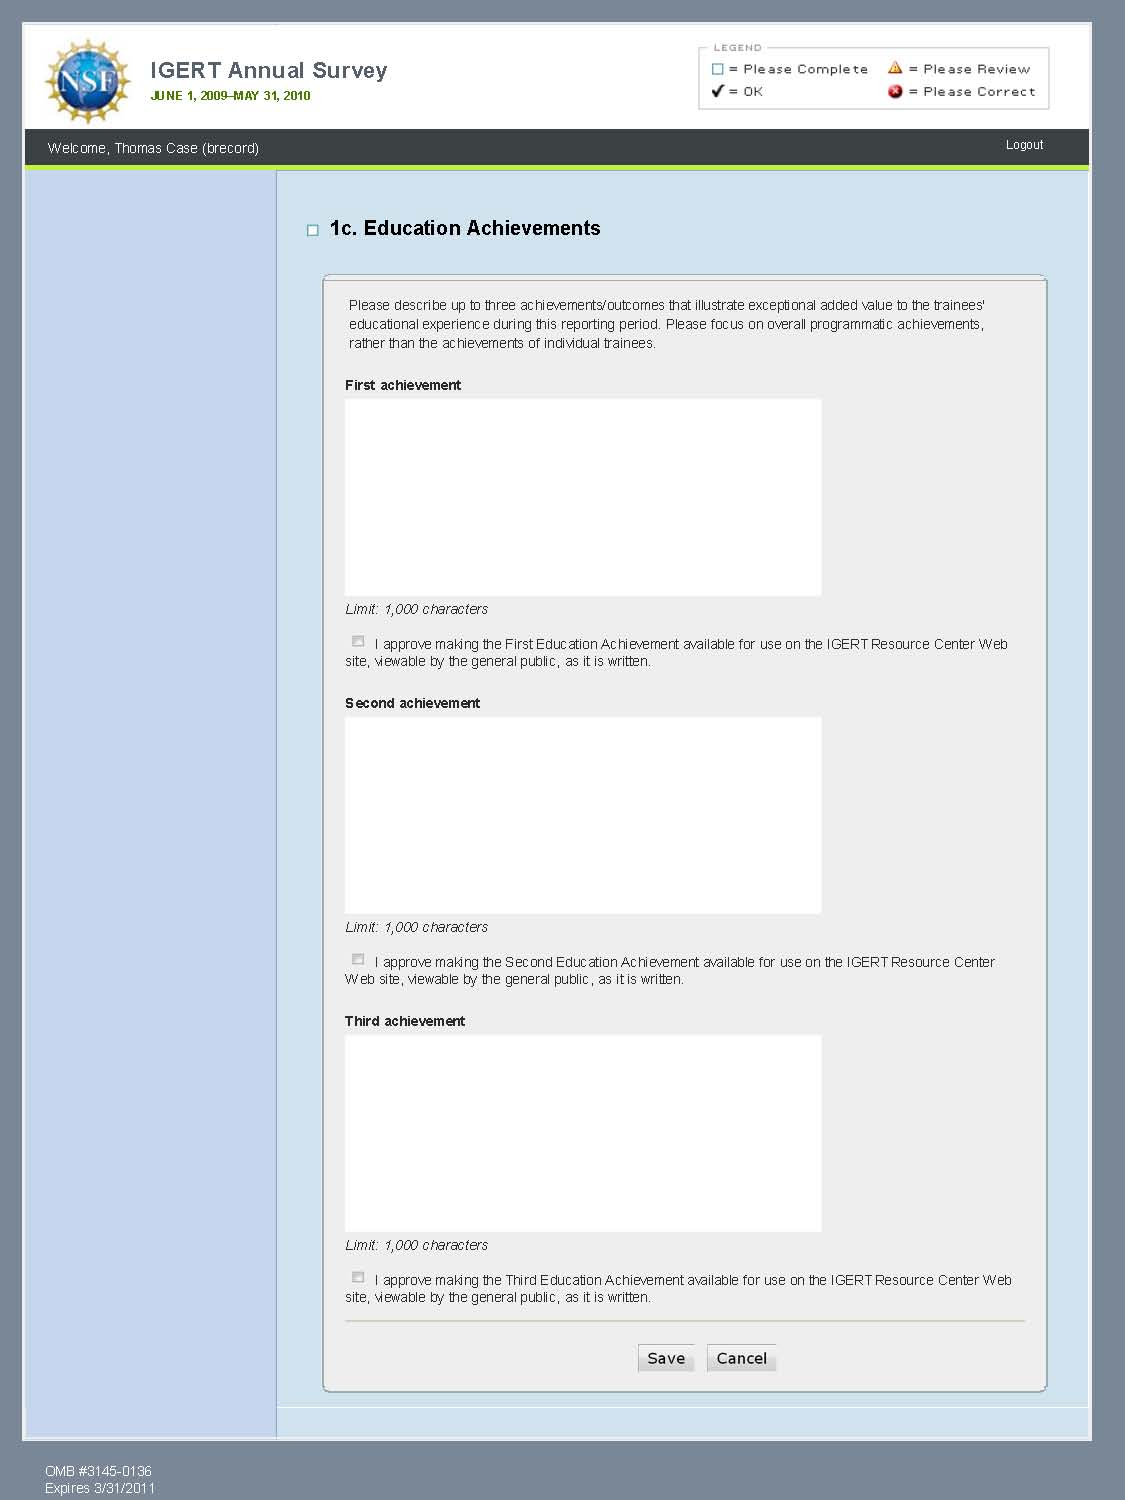 NSF
IGERT Annual Survey
JUNE 1, 2009–MAY 31, 2010
LEGEND
= Please Complete
= Please Review
= OK
= Please Correct
Welcome, Thomas Case (brecord)
Logout
1c. Education Achievements
Please describe up to three achievements/outcomes that illustrate exceptional added value to the trainees'
educational experience during this reporting period. Please focus on overall programmatic achievements,
rather than the achievements of individual trainees.
First achievement
Limit: 1,000 characters
I approve making the First Education Achievement available for use on the IGERT Resource Center Web
site, viewable by the general public, as it is written.
Second achievement
Limit: 1,000 characters
I approve making the Second Education Achievement available for use on the IGERT Resource Center
Web site, viewable by the general public, as it is written.
Third achievement
Limit: 1,000 characters
I approve making the Third Education Achievement available for use on the IGERT Resource Center Web
site, viewable by the general public, as it is written.
Save
Cancel
OMB #3145-0136
Expires 3/31/2011